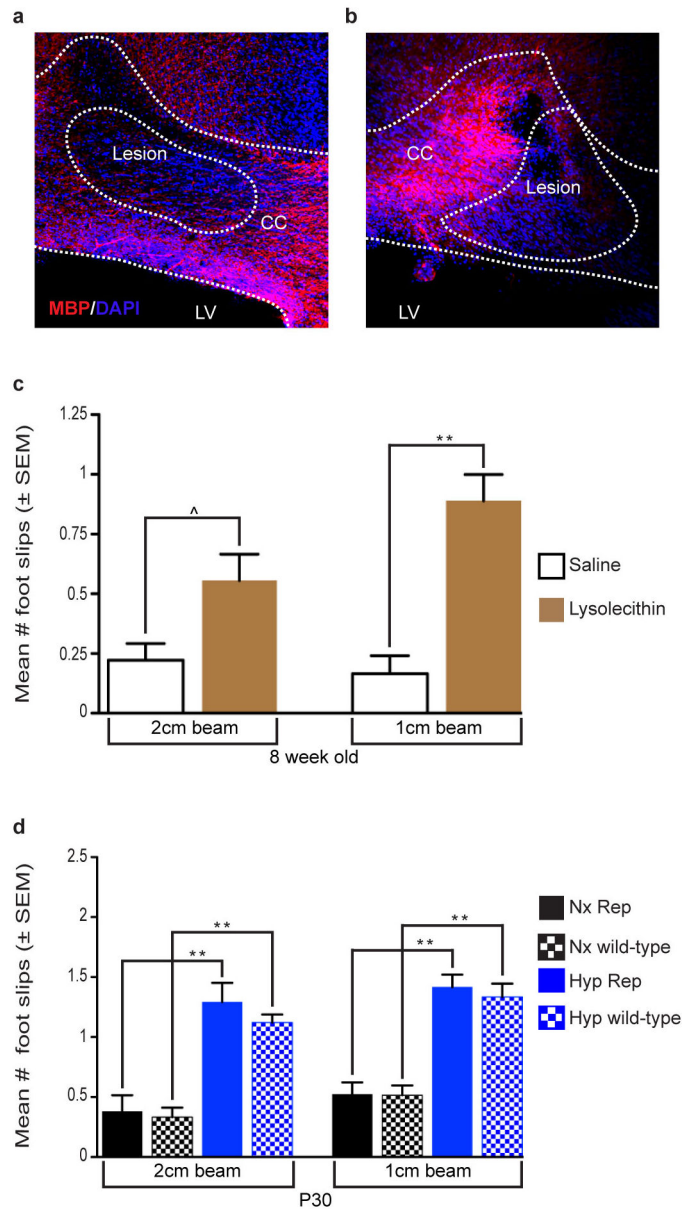 a
b
Lesion
CC
MBP/DAPI
LV
CC
Lesion
LV
c
Mean # foot slips (± SEM)
1.25
1
0.75
0.5
0.25
0
^
**
Saline
Lysolecithin
2cm beam
1cm beam
8 week old
d
Mean # foot slips (± SEM)
2.5
2
1.5
1
0.5
0
**
**
**
**
Nx Rep
Nx wild-type
Hyp Rep
Hyp wild-type
2cm beam
1cm beam
P30